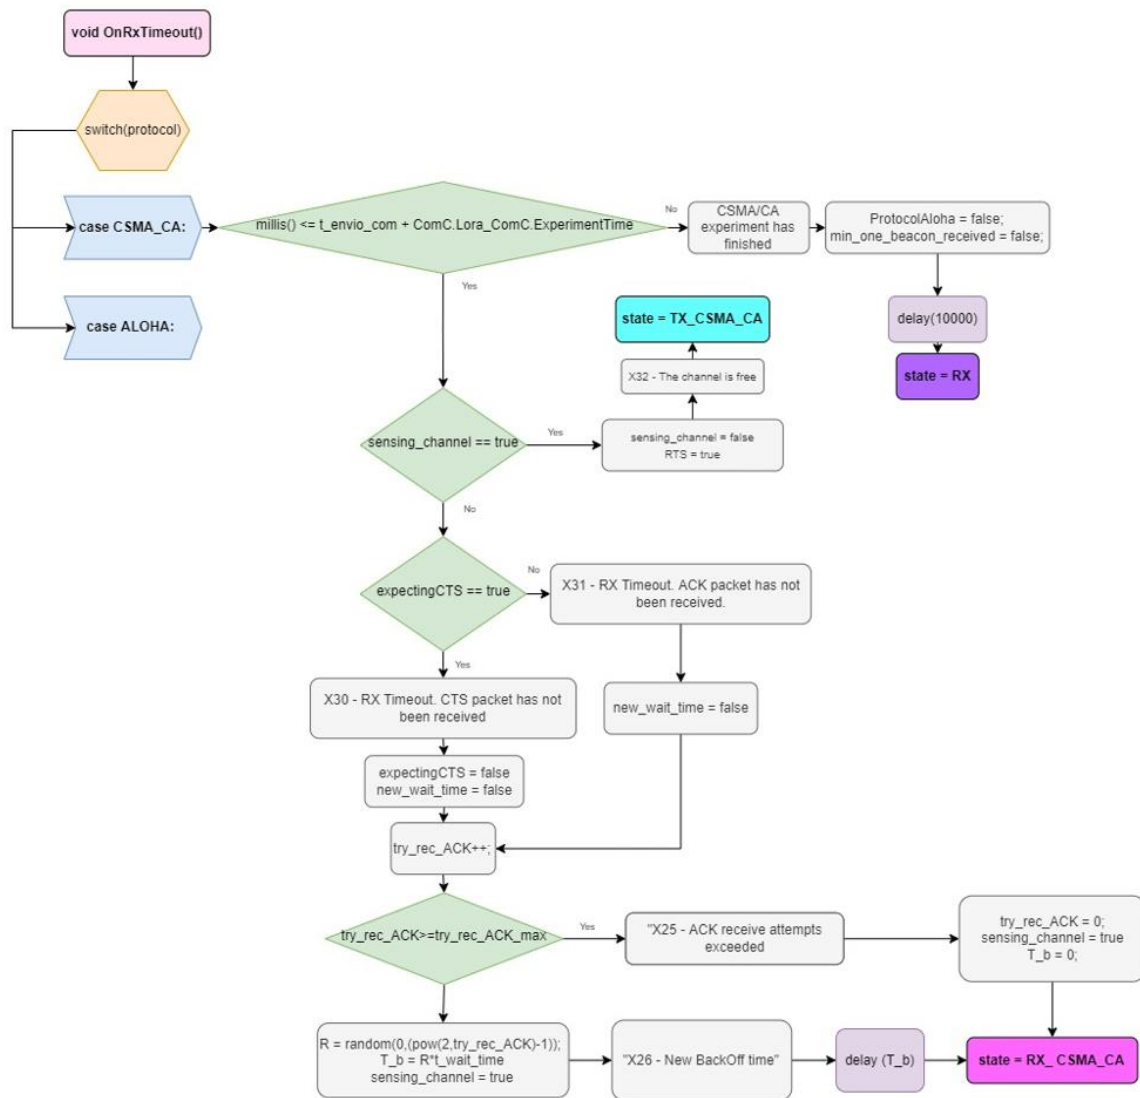 void OnRxTimeout()
switch(protocol)
case CSMA_CA:
millis() <= t_envio_com + ComC.Lora_ComC.ExperimentTime
No
CSMA/CA
experiment has
finished
ProtocolAloha = false;
min_one_beacon_received = false;
delay(10000)
state = RX
Yes
case ALOHA:
state = TX_CSMA_CA
X32 - The channel is free
sensing_channel == true
Yes
sensing_channel = false
RTS = true
No
expectingCTS == true
No
X31 - RX Timeout. ACK packet has not
been received.
Yes
X30 - RX Timeout. CTS packet has not
been received
new_wait_time = false
expectingCTS = false
new_wait_time = false
try_rec_ACK++;
try_rec_ACK>=try_rec_ACK_max
Yes
"X25 - ACK receive attempts
exceeded
try_rec_ACK = 0;
sensing_channel = true
T_b = 0;
R = random(0,(pow(2,try_rec_ACK)-1));
T_b = R*t_wait_time
sensing_channel = true
"X26 - New BackOff time"
delay (T_b)
state = RX_ CSMA_CA